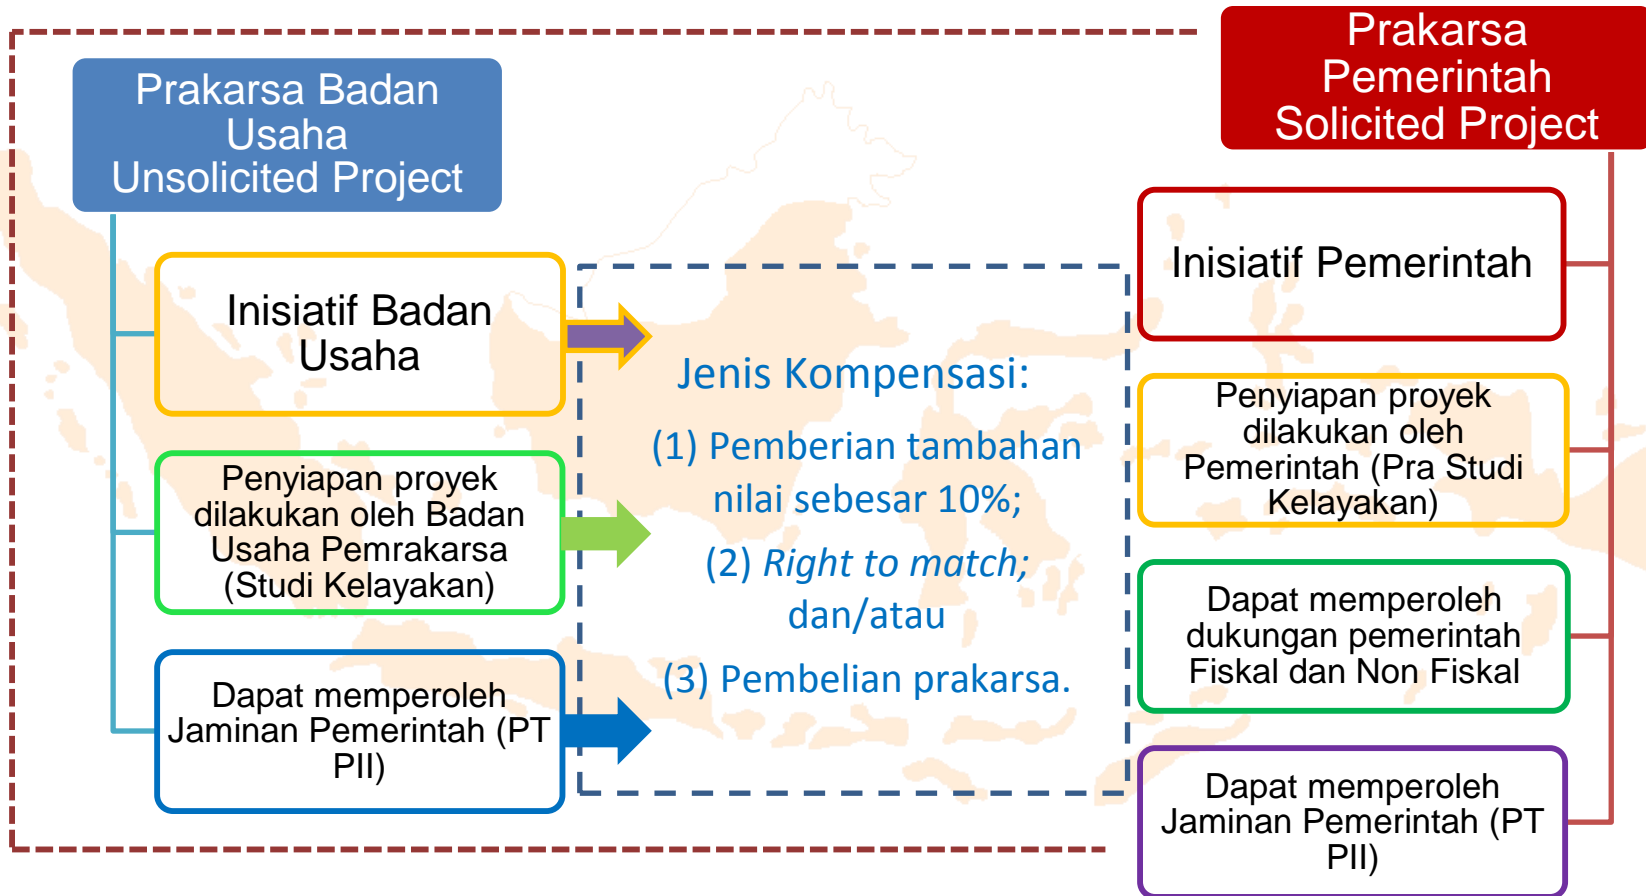 Prakarsa Badan
Usaha
Unsolicited Project
Inisiatif Badan
Usaha
Penyiapan proyek
dilakukan oleh Badan
Usaha Pemrakarsa
(Studi Kelayakan)
Dapat memperoleh
Jaminan Pemerintah (PT
PII)
Jenis Kompensasi:
(1) Pemberian tambahan
nilai sebesar 10%;
(2) Right to match;
dan/atau
(3) Pembelian prakarsa.
Prakarsa
Pemerintah
Solicited Project
Inisiatif Pemerintah
Penyiapan proyek
dilakukan oleh
Pemerintah (Pra Studi
Kelayakan)
Dapat memperoleh
dukungan pemerintah
Fiskal dan Non Fiskal
Dapat memperoleh
Jaminan Pemerintah (PT
PII)